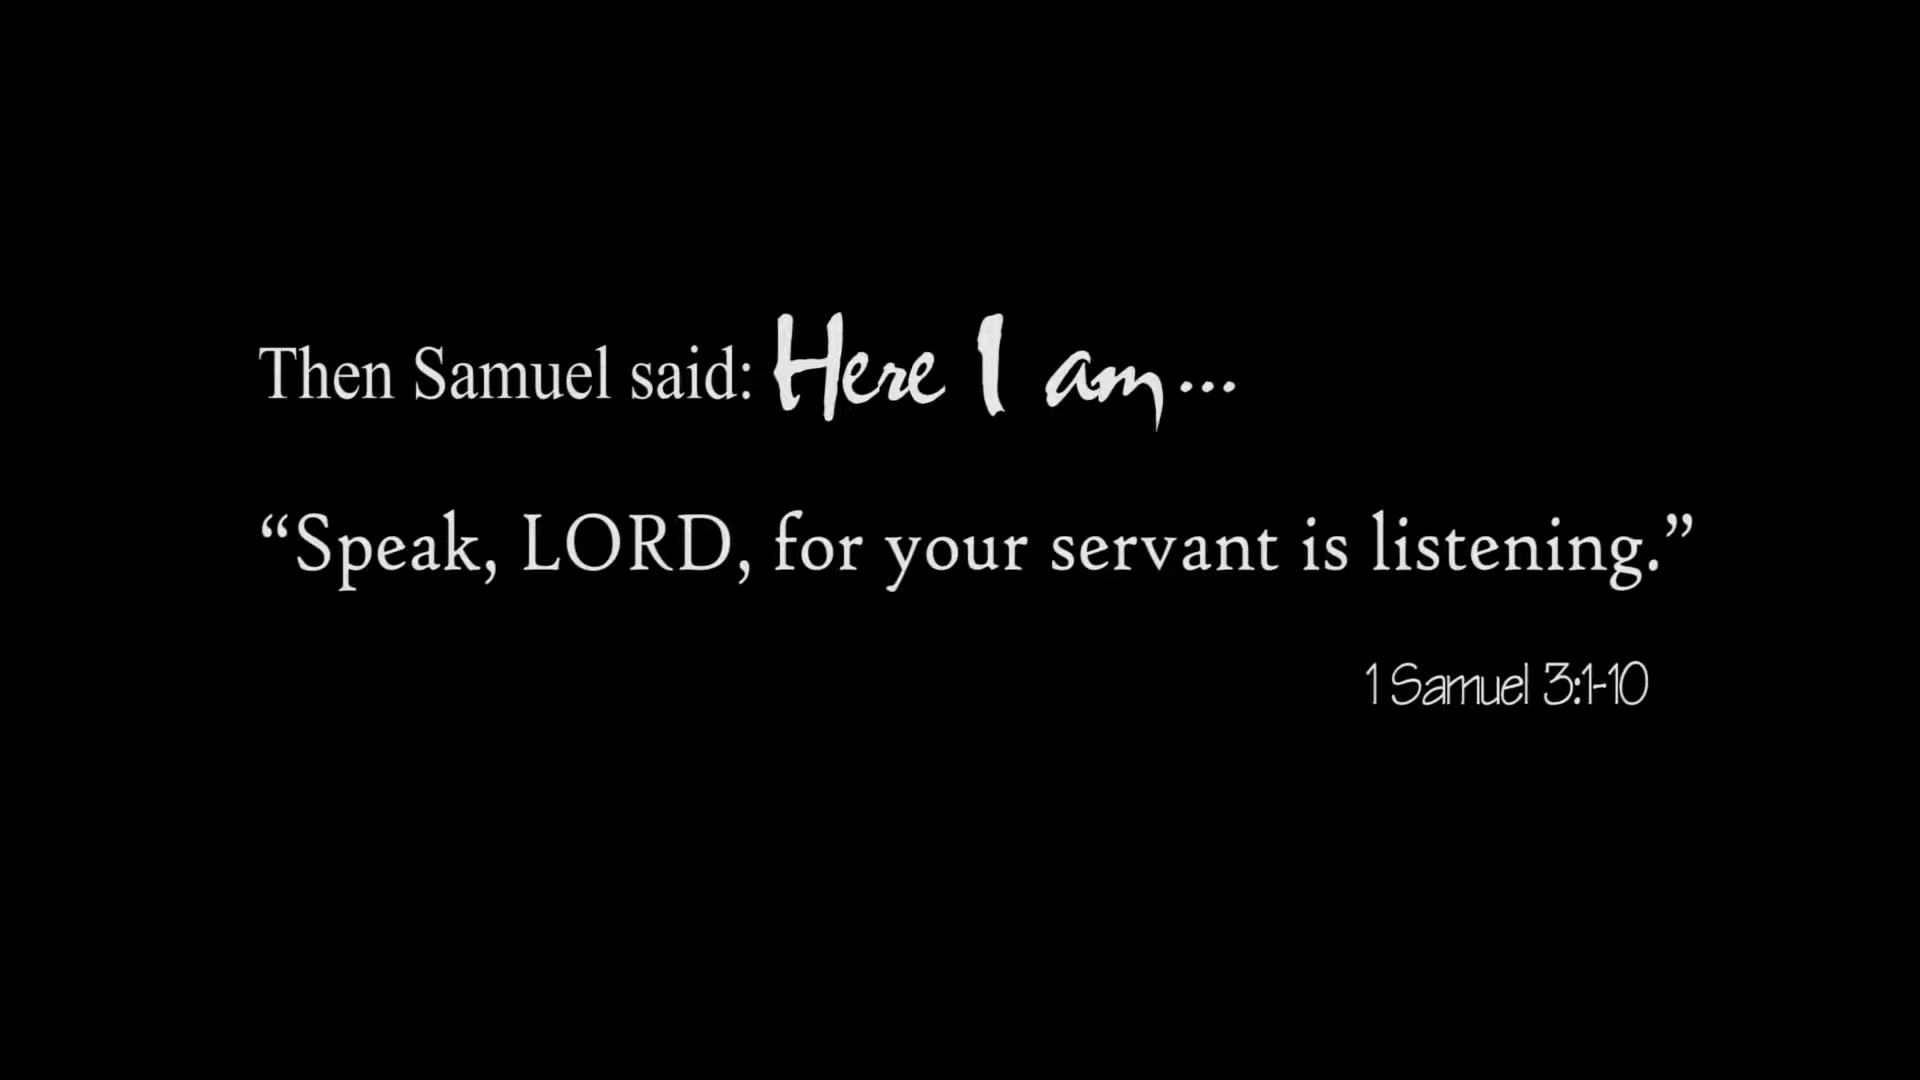 Then Samuel said: Here I am...
“Speak, LORD, for your servant is listening.”
1 Samuel 3:1-10